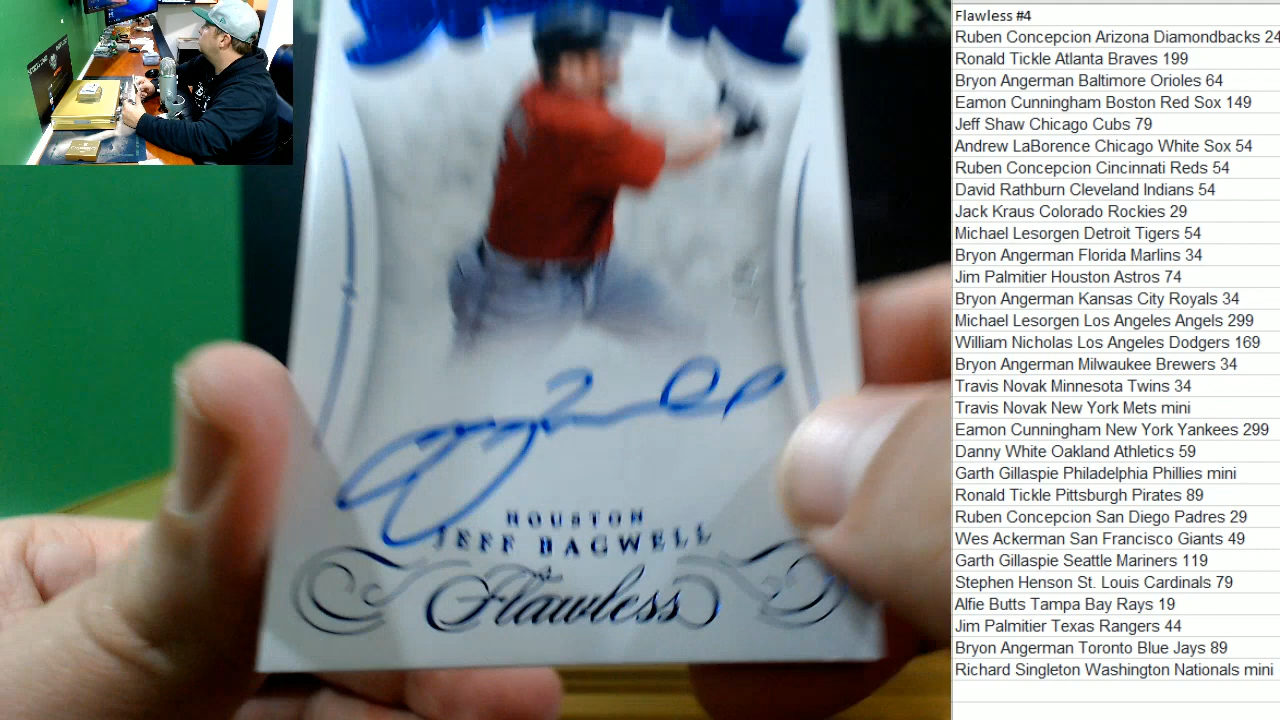 HOUSTON
JEFF BAGWELL
Flawless
Flawless #4
Ruben Concepcion Arizona Diamondbacks 24
Ronald Tickle Atlanta Braves 199
Bryon Angerman Baltimore Orioles 64
Eamon Cunningham Boston Red Sox 149
Jeff Shaw Chicago Cubs 79
Andrew LaBorence Chicago White Sox 54
Ruben Concepcion Cincinnati Reds 54
David Rathburn Cleveland Indians 54
Jack Kraus Colorado Rockies 29
Michael Lesorgen Detroit Tigers 54
Bryon Angerman Florida Marlins 34
Jim Palmitier Houston Astros 74
Bryon Angerman Kansas City Royals 34
Michael Lesorgen Los Angeles Angels 299
William Nicholas Los Angeles Dodgers 169
Bryon Angerman Milwaukee Brewers 34
Travis Novak Minnesota Twins 34
Travis Novak New York Mets mini
Eamon Cunningham New York Yankees 299
Danny White Oakland Athletics 59
Garth Gillaspie Philadelphia Phillies mini
Ronald Tickle Pittsburgh Pirates 89
Ruben Concepcion San Diego Padres 29
Wes Ackerman San Francisco Giants 49
Garth Gillaspie Seattle Mariners 119
Stephen Henson St. Louis Cardinals 79
Alfie Butts Tampa Bay Rays 19
Jim Palmitier Texas Rangers 44
Bryon Angerman Toronto Blue Jays 89
Richard Singleton Washington Nationals mini